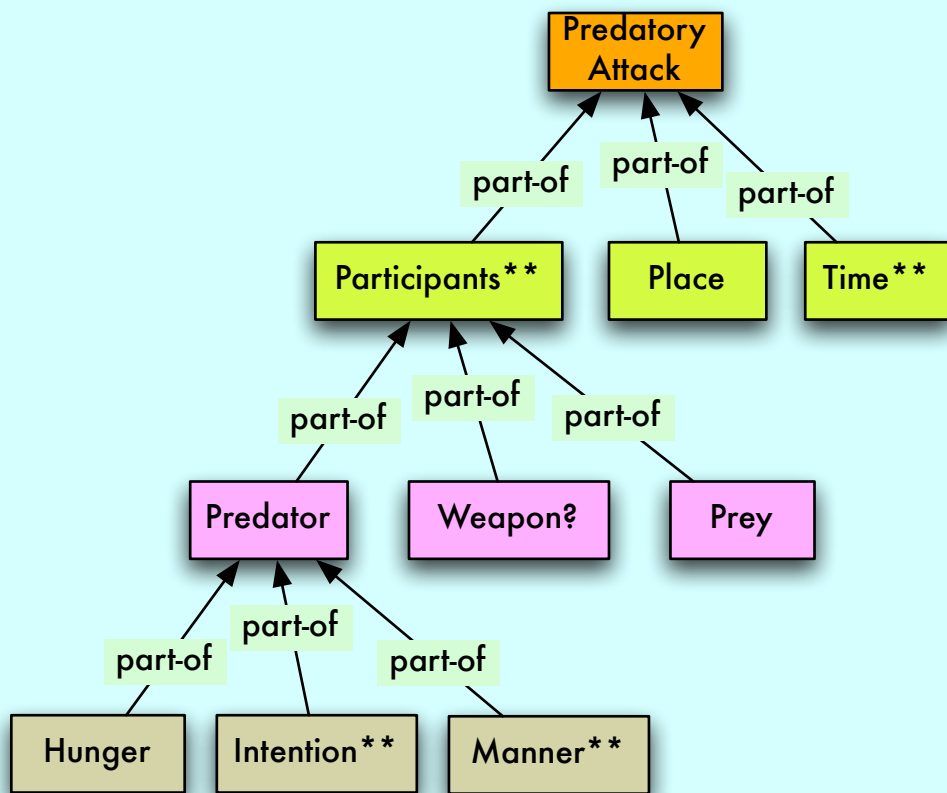 Predatory
Attack
part-of
part-of
part-of
Participants**
Place
Time**
part-of
part-of
part-of
Predator
Weapon?
Prey
part-of
part-of
part-of
Hunger
Intention**
Manner**